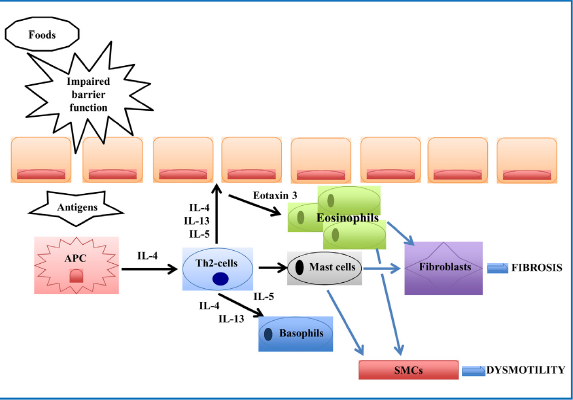 Foods
Impaired
barrier
function
Antigens
IL-4
IL-13
IL-5
Eotaxin 3
Eosinophils
APC
IL-4
Th2-cells
Mast cells
Fibroblasts
FIBROSIS
IL-5
IL-4
IL-13
Basophils
SMCs
DYSMOTILITY